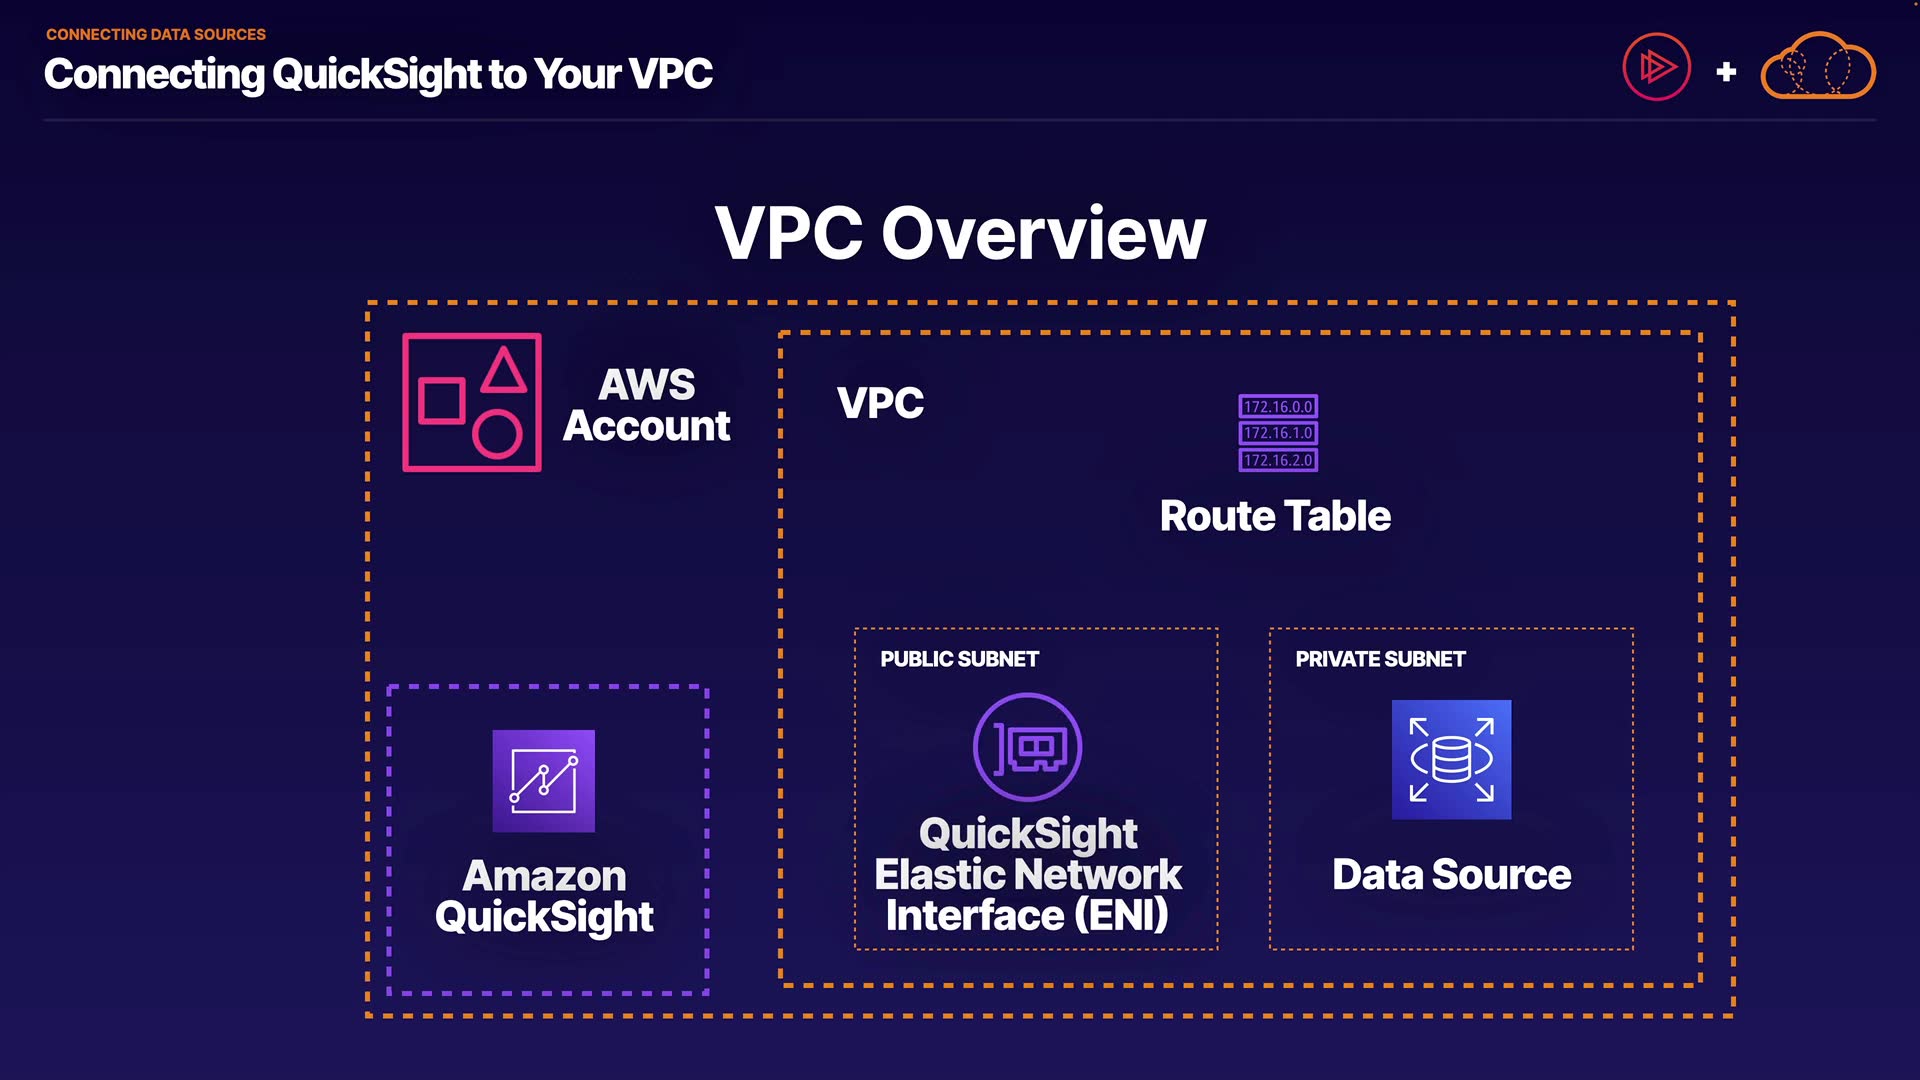 CONNECTING DATA SOURCES
Connecting QuickSight to Your VPC
VPC Overview
AWS
Account
VPC
172.16.0.0
172.16.1.0
172.16.2.0
Route Table
PUBLIC SUBNET
QuickSight
Elastic Network
Interface (ENI)
PRIVATE SUBNET
Data Source
Amazon
QuickSight